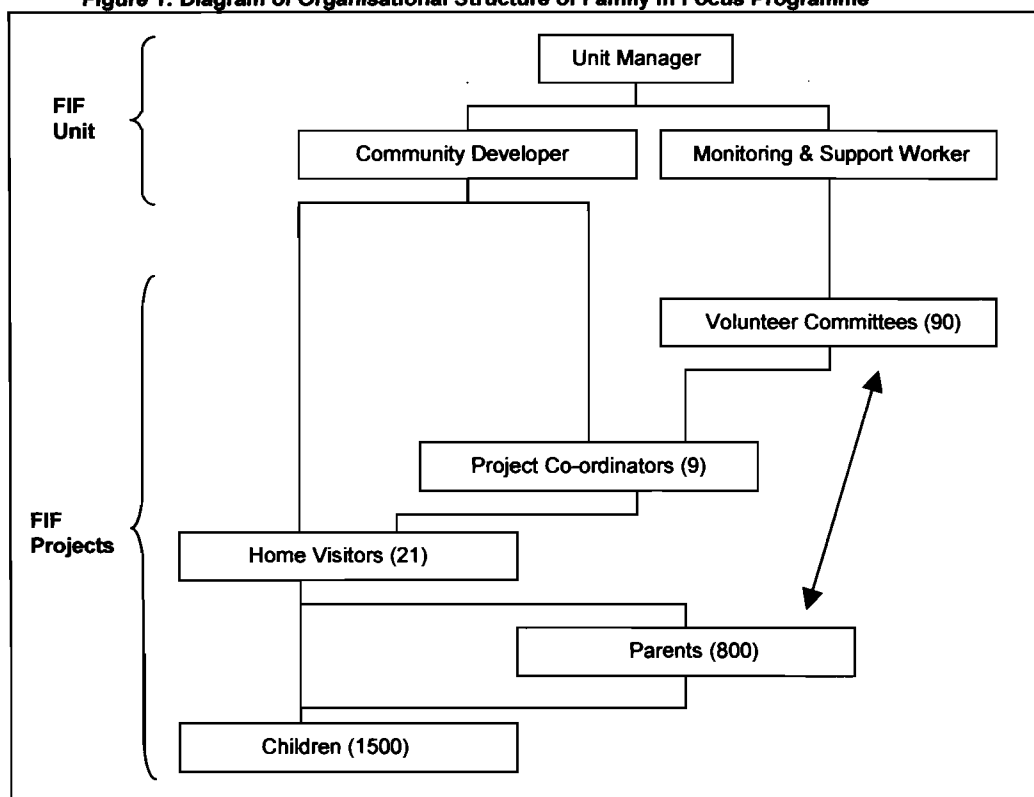 Figure 1: Diagram of Organisational Structure of Family in Focus Programme
Unit Manager
FIF
Unit
Community Developer
Monitoring & Support Worker
Volunteer Committees (90)
Project Co-ordinators (9)
FIF
Projects
Home Visitors (21)
Parents (800)
Children (1500)